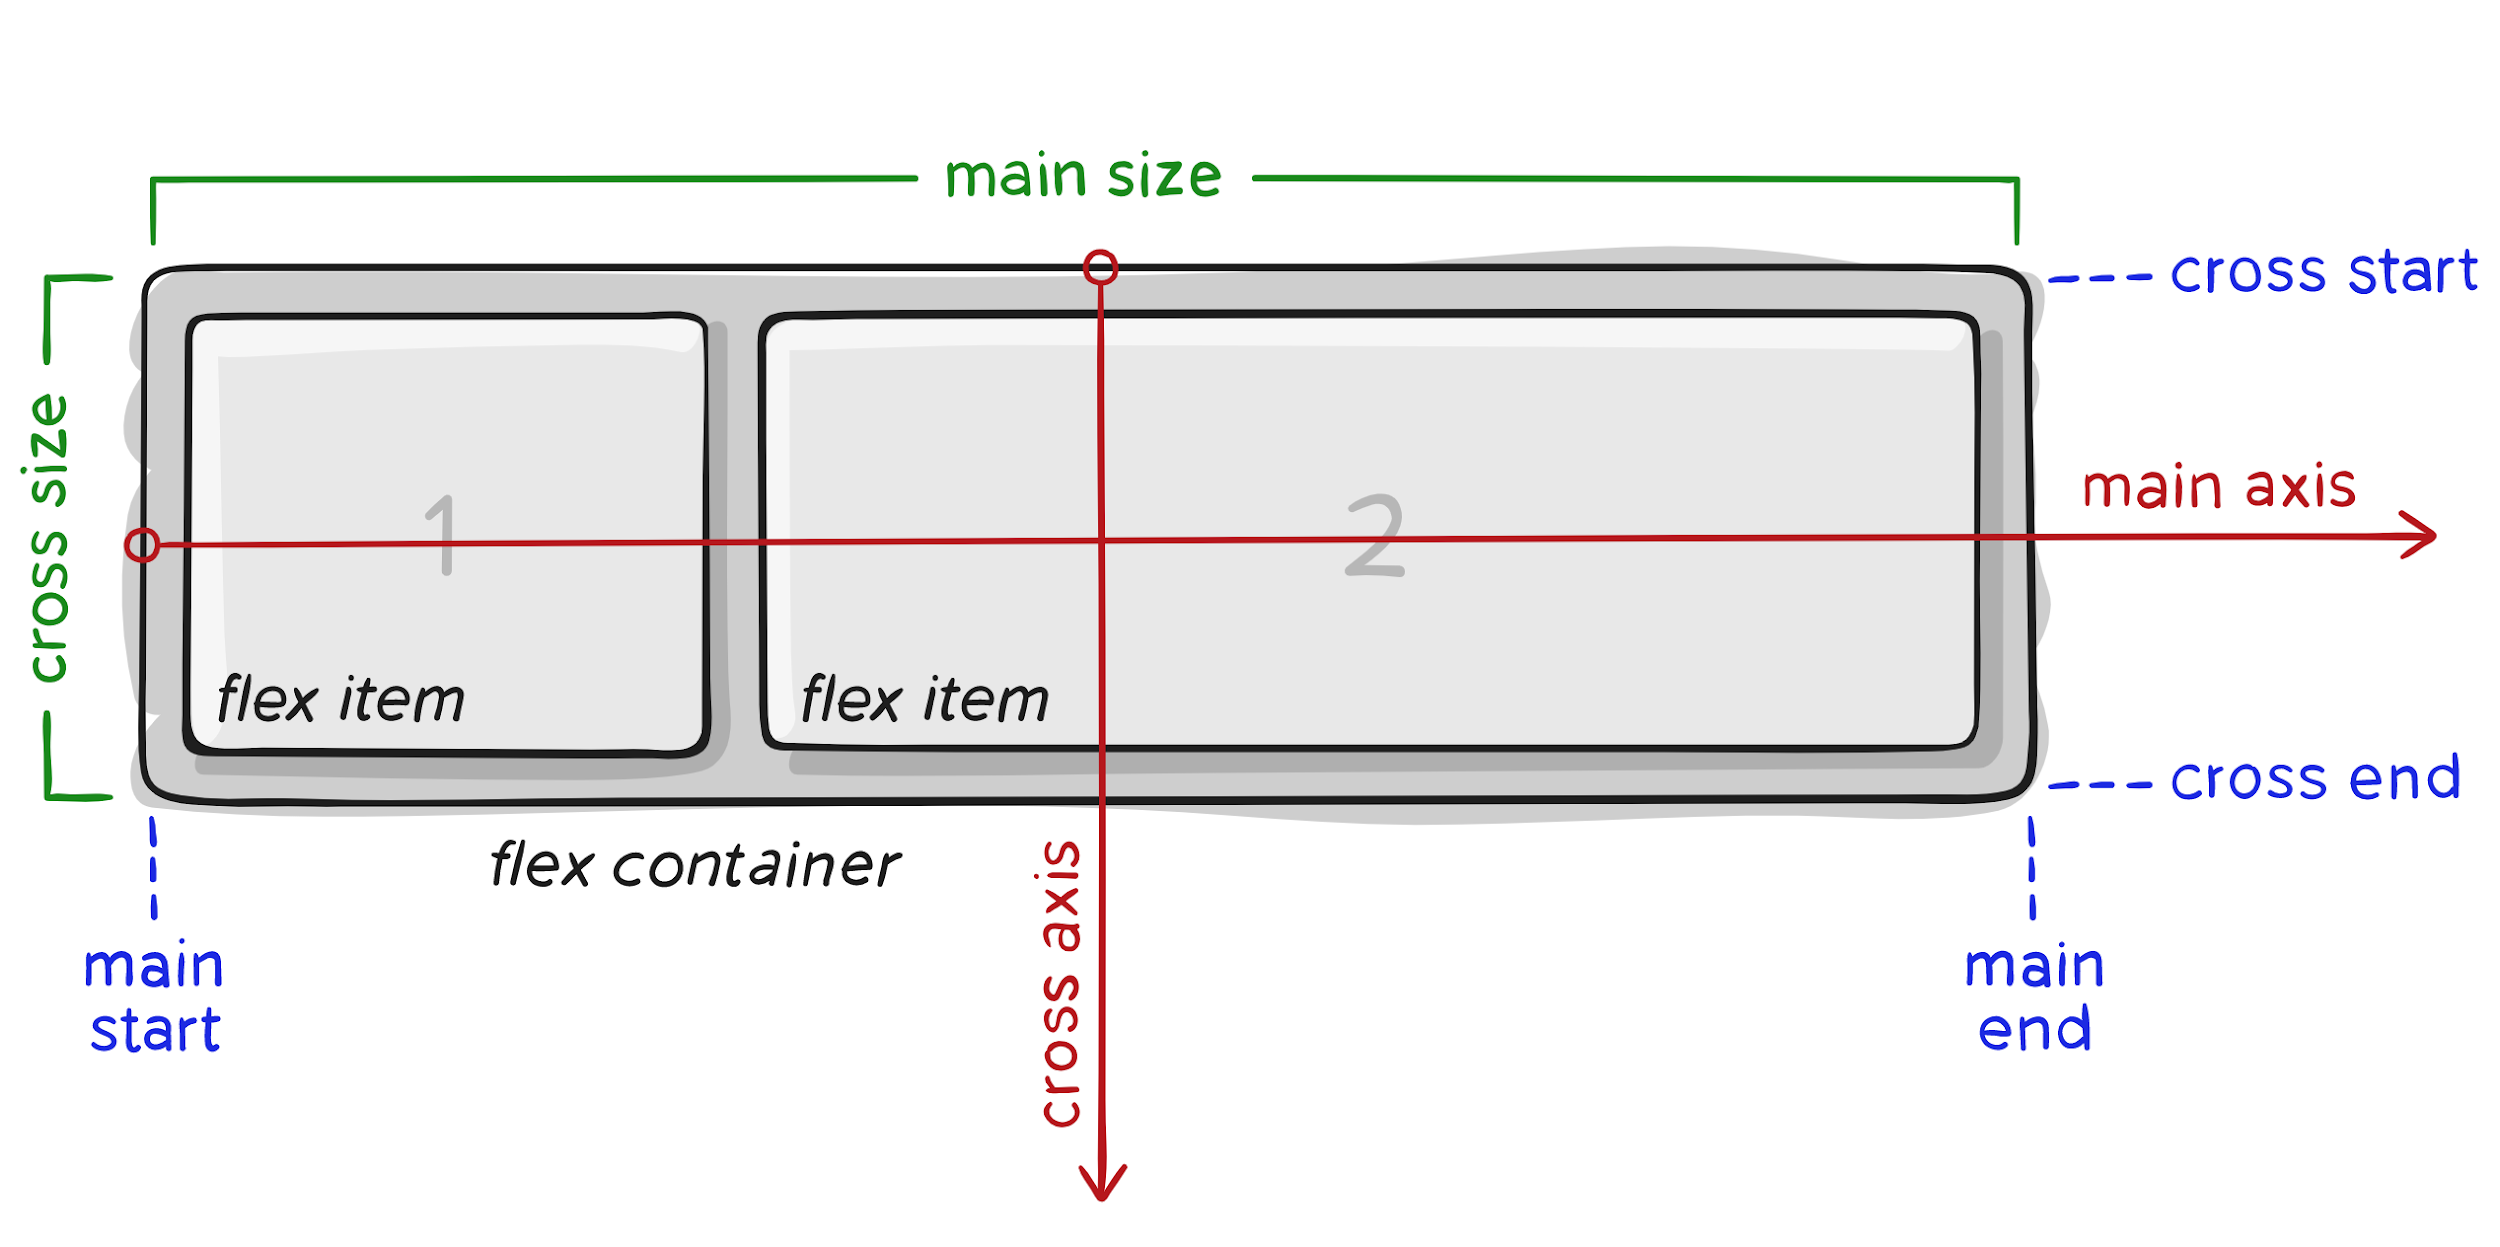 main size
cross start
cross size
main axis
1
2
flex item
flex item
cross end
flex container
cross axis
main
start
main
end